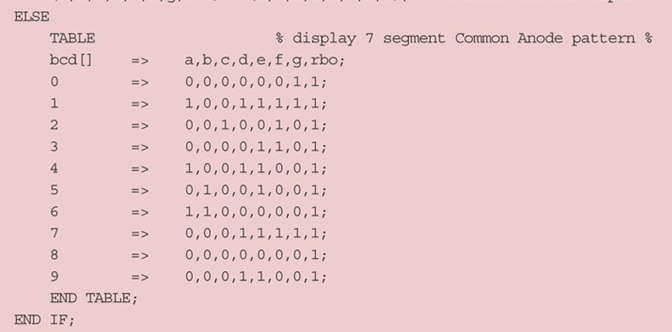 ELSE
TABLE % display 7 segment Common Anode pattern %
bcd[] => a,b,c,d,e,f,g,rbo;
0 => 0,0,0,0,0,0,1,1;
1 => 1,0,0,1,1,1,1,1;
2 => 0,0,1,0,0,1,0,1;
3 => 0,0,0,0,1,1,0,1;
4 => 1,0,0,1,1,0,0,1;
5 => 0,1,0,0,1,0,0,1;
6 => 1,1,0,0,0,0,0,1;
7 => 0,0,0,1,1,1,1,1;
8 => 0,0,0,0,0,0,0,1;
9 => 0,0,0,1,1,0,0,1;
END TABLE;
END IF;